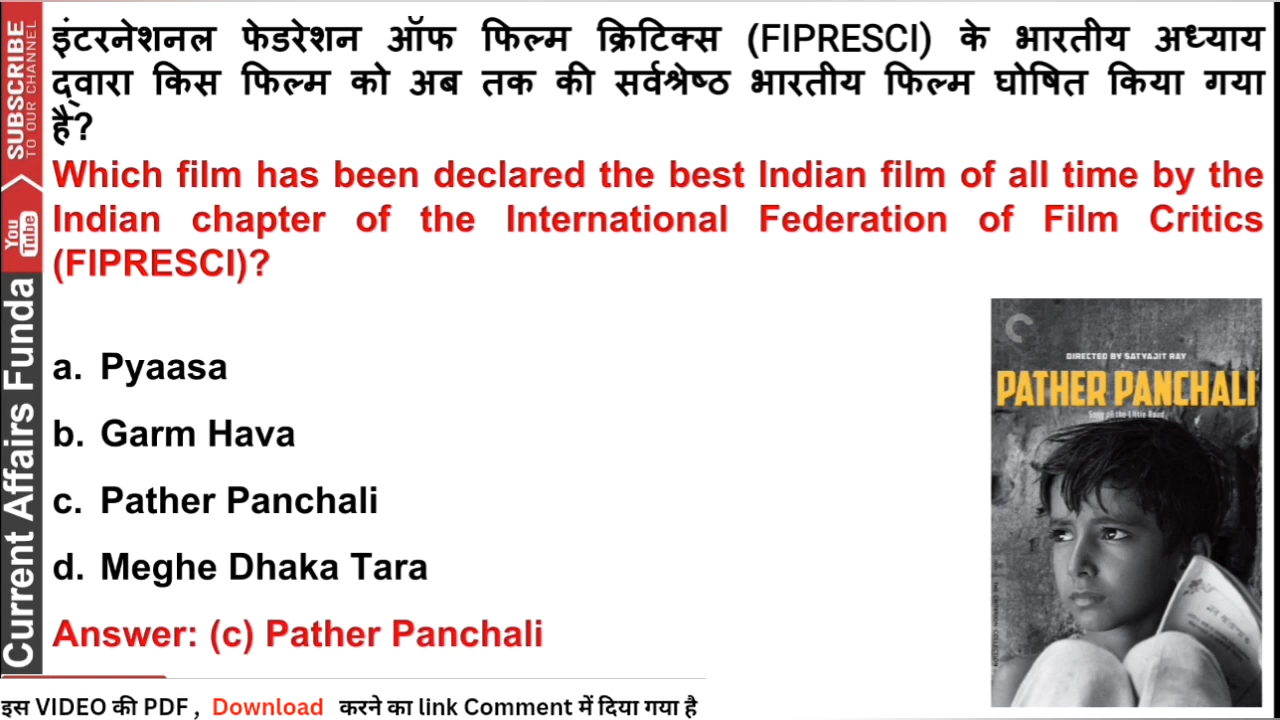 इंटरनेशनल फेडरेशन ऑफ फिल्म क्रिटिक्स (FIPRESCI) के भारतीय अध्याय
द्वारा किस फिल्म को अब तक की सर्वश्रेष्ठ भारतीय फिल्म घोषित किया गया
है?
Which film has been declared the best Indian film of all time by the
Indian chapter of the International Federation of Film Critics
(FIPRESCI)?
a. Pyaasa
b. Garm Hava
c. Pather Panchali
d. Meghe Dhaka Tara
Answer: (c) Pather Panchali
DIRECTED BY SATYAJIT RAY
PATHER PANCHALI
Song of the Little Road
SUBSCRIBE
TO OUR CHANNEL
You
Tube
Current Affairs Funda
इस VIDEO की PDF , Download करने का link Comment में दिया गया है